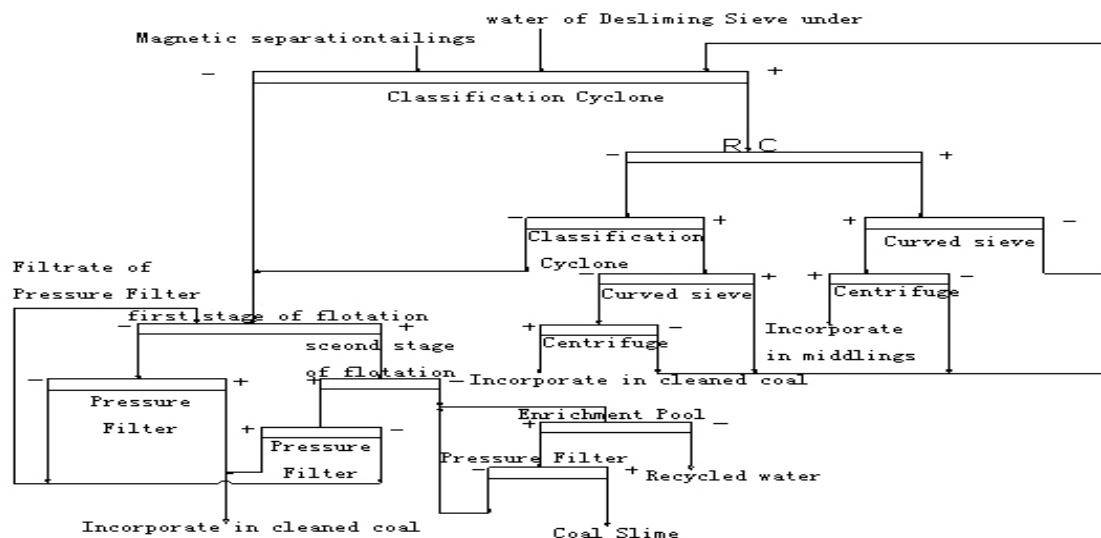 water of Desliming Sieve under
Magnetic separationtailings
- +
Classification Cyclone
R C
- +
- + + -
Classification
Cyclone
Curved sieve
Filtrate of
Pressure Filter
- +
Curved sieve
+ -
Centrifuge
first stage of flotation
- +
sceond stage
of flotation
+ -
Centrifuge
Incorporate
in middlings
Incorporate in cleaned coal
- +
Pressure
Filter
+ -
Enrichment Pool
+ -
+ -
Pressure
Filter
Pressure Filter
- +
Recycled water
Incorporate in cleaned coal
Coal Slime